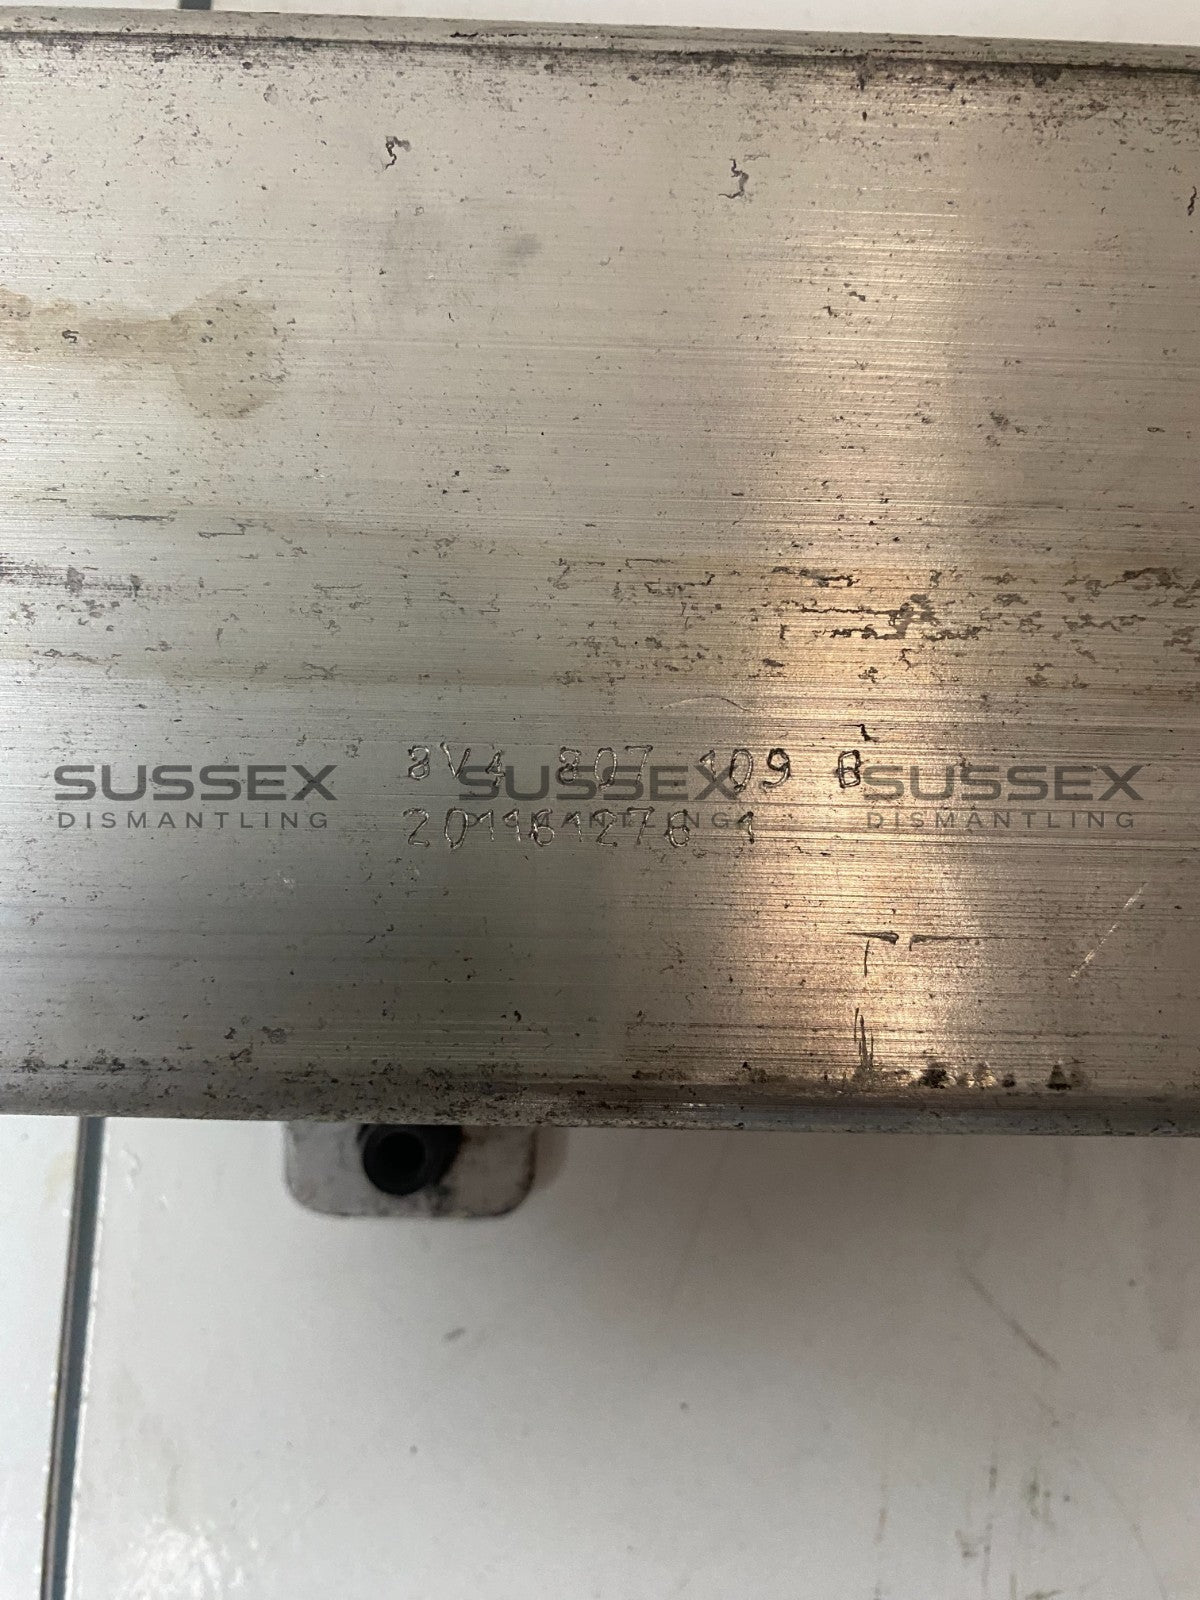 8V4 807 109 B
SUSSEX SUSSEX SUSSEX
DISMANTLING DISMANTLING DISMANTLING